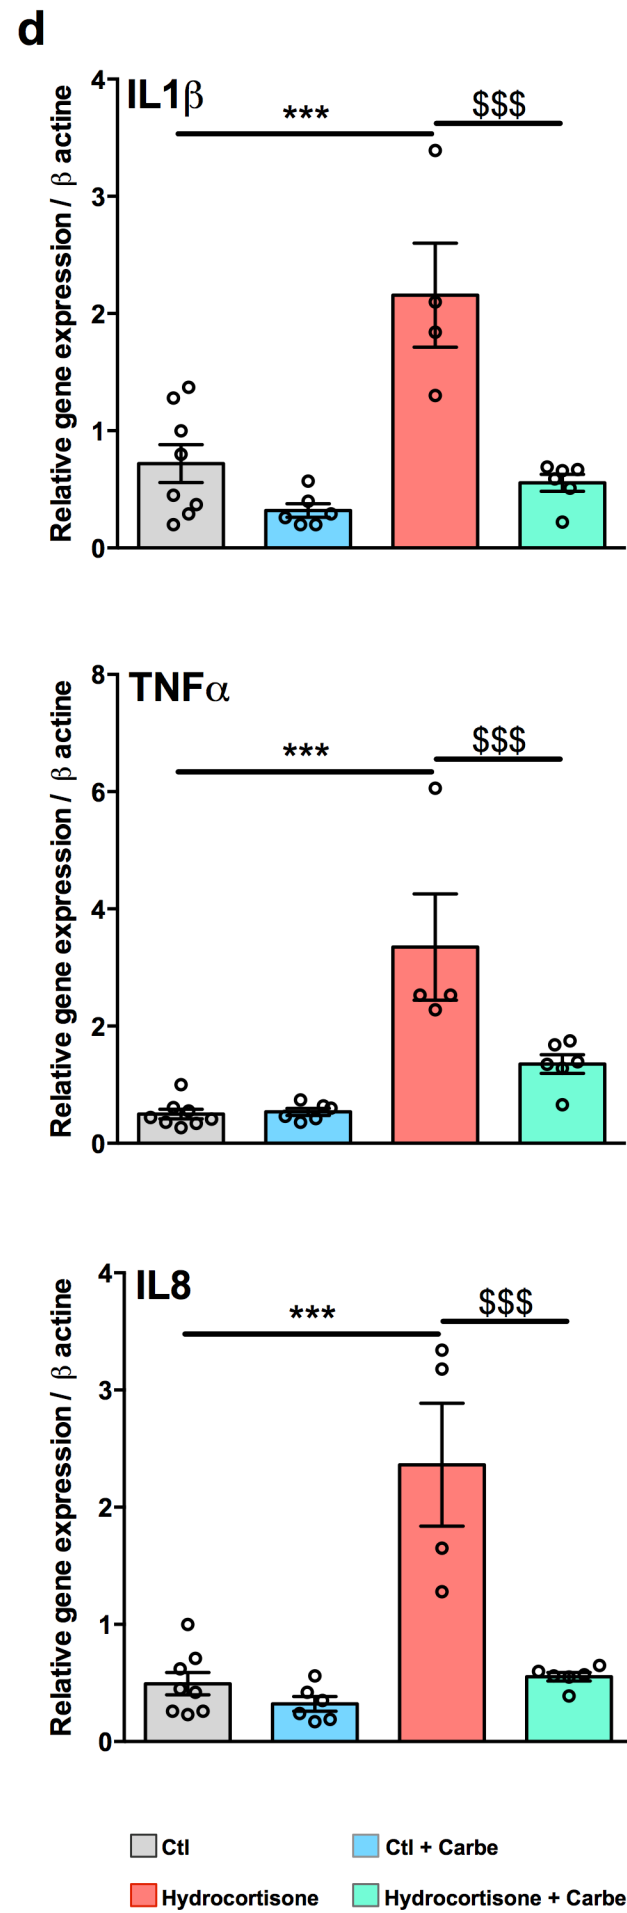 d
IL1β
*** $$$
Relative gene expression / β actine
4
3
2
1
0
TNFα
*** $$$
Relative gene expression / β actine
8
6
4
2
0
IL8
*** $$$
Relative gene expression / β actine
4
3
2
1
0
Ctl
Ctl + Carbe
Hydrocortisone
Hydrocortisone + Carbe